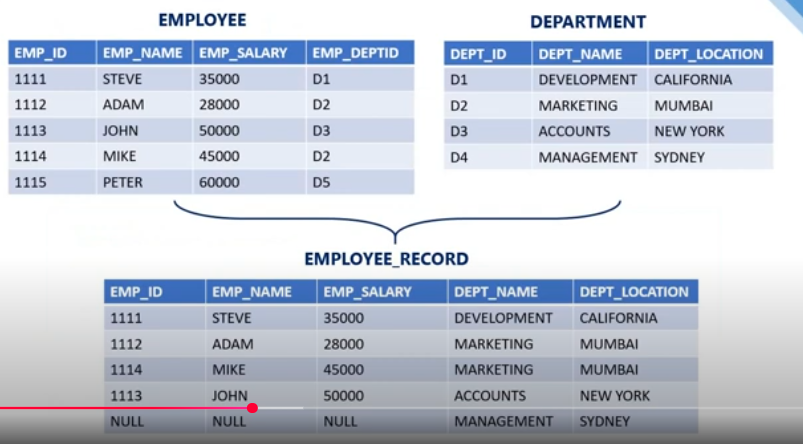 EMPLOYEE
EMP_ID EMP_NAME EMP_SALARY EMP_DEPTID
1111 STEVE 35000 D1
1112 ADAM 28000 D2
1113 JOHN 50000 D3
1114 MIKE 45000 D2
1115 PETER 60000 D5
DEPARTMENT
DEPT_ID DEPT_NAME DEPT_LOCATION
D1 DEVELOPMENT CALIFORNIA
D2 MARKETING MUMBAI
D3 ACCOUNTS NEW YORK
D4 MANAGEMENT SYDNEY
EMPLOYEE_RECORD
EMP_ID EMP_NAME EMP_SALARY DEPT_NAME DEPT_LOCATION
1111 STEVE 35000 DEVELOPMENT CALIFORNIA
1112 ADAM 28000 MARKETING MUMBAI
1114 MIKE 45000 MARKETING MUMBAI
1113 JOHN 50000 ACCOUNTS NEW YORK
NULL NULL NULL MANAGEMENT SYDNEY